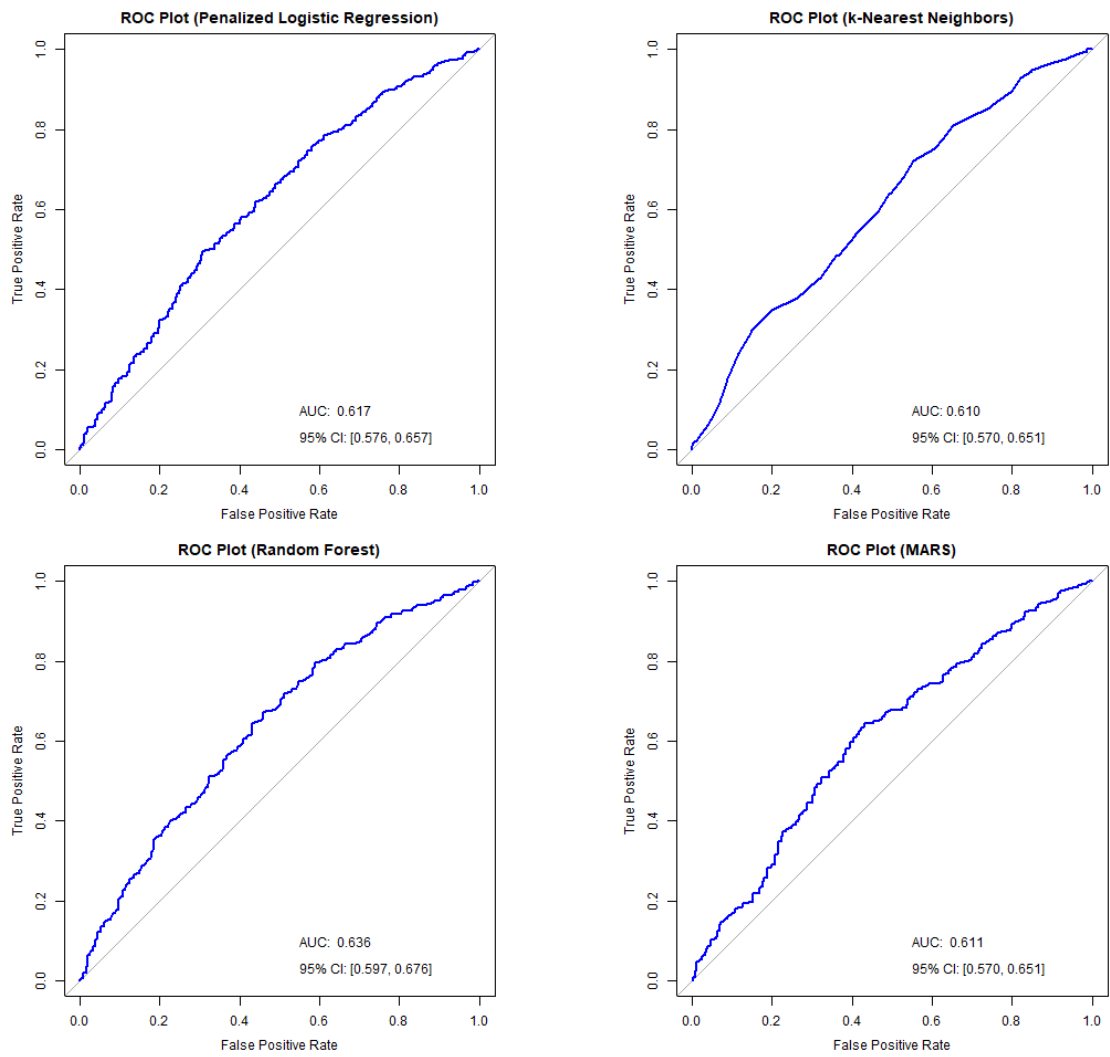 ROC Plot (Penalized Logistic Regression)
1.0
0.8
0.6
0.4
0.2
0.0
True Postive Rate
AUC:  0.617
95% CI: [0.576, 0.657]
0.0 0.2 0.4 0.6 0.8 1.0
False Positive Rate
ROC Plot (k-Nearest Neighbors)
1.0
0.8
0.6
0.4
0.2
0.0
True Postive Rate
AUC: 0.610
95% CI: [0.570, 0.651]
0.0 0.2 0.4 0.6 0.8 1.0
False Positive Rate
ROC Plot (Random Forest)
1.0
0.8
0.6
0.4
0.2
0.0
True Postive Rate
AUC:  0.636
95% CI: [0.597, 0.676]
0.0 0.2 0.4 0.6 0.8 1.0
False Positive Rate
ROC Plot (MARS)
1.0
0.8
0.6
0.4
0.2
0.0
True Postive Rate
AUC:  0.611
95% CI: [0.570, 0.651]
0.0 0.2 0.4 0.6 0.8 1.0
False Positive Rate